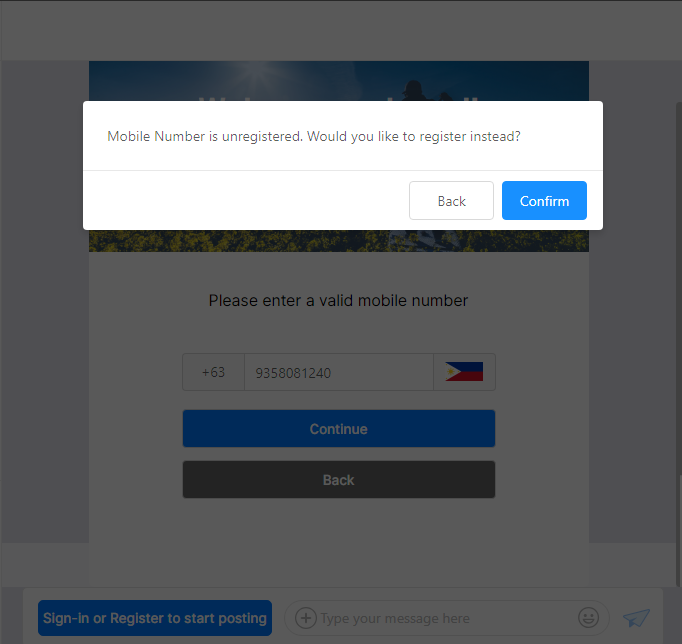 Mobile Number is unregistered. Would you like to register instead?
Back
Confirm
Please enter a valid mobile number
+63
9358081240
Continue
Back
Sign-in or Register to start posting
Type your message here